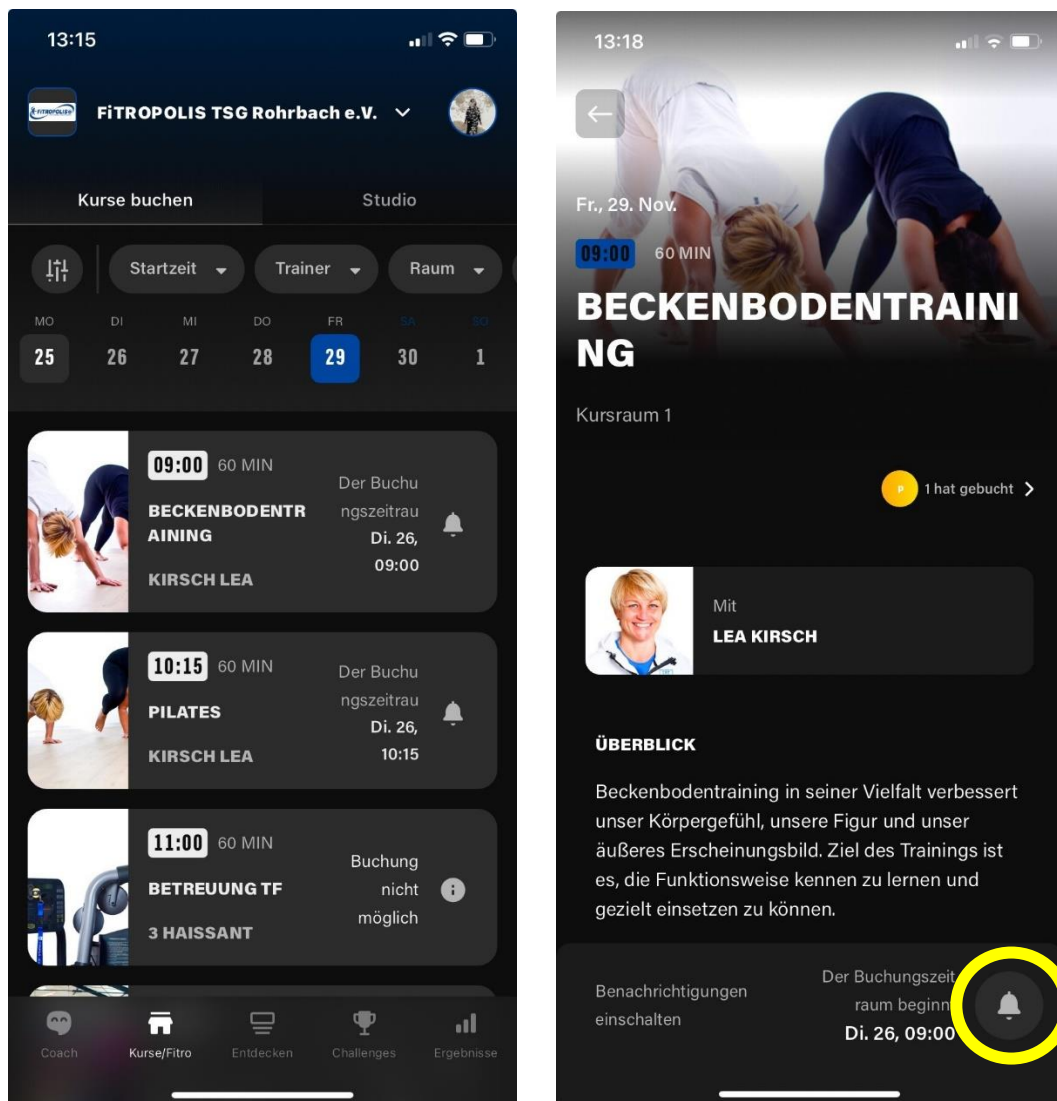 13:15
FiTROPOLIS
FiTROPOLIS TSG Rohrbach e.V.
Kurse buchen
Studio
Startzeit
Trainer
Raum
MO DI MI DO FR SA SO
25 26 27 28 29 30 1
09:00 60 MIN
BECKENBODENTR
AINING
KIRSCH LEA
Der Buchu
ngszeitrau
Di. 26,
09:00
10:15 60 MIN
PILATES
KIRSCH LEA
Der Buchu
ngszeitrau
Di. 26,
10:15
11:00 60 MIN
BETREUUNG TF
3 HAISSANT
Buchung
nicht
möglich
Coach
Kurse/Fitro
Entdecken
Challenges
Ergebnisse
13:18
Fr., 29. Nov.
09:00 60 MIN
BECKENBODENTRAINI
NG
Kursraum 1
P
1 hat gebucht
Mit
LEA KIRSCH
ÜBERBLICK
Beckenbodentraining in seiner Vielfalt verbessert
unser Körpergefühl, unsere Figur und unser
äußeres Erscheinungsbild. Ziel des Trainings ist
es, die Funktionsweise kennen zu lernen und
gezielt einsetzen zu können.
Benachrichtigungen
einschalten
Der Buchungszeit
raum beginn
Di. 26, 09:00